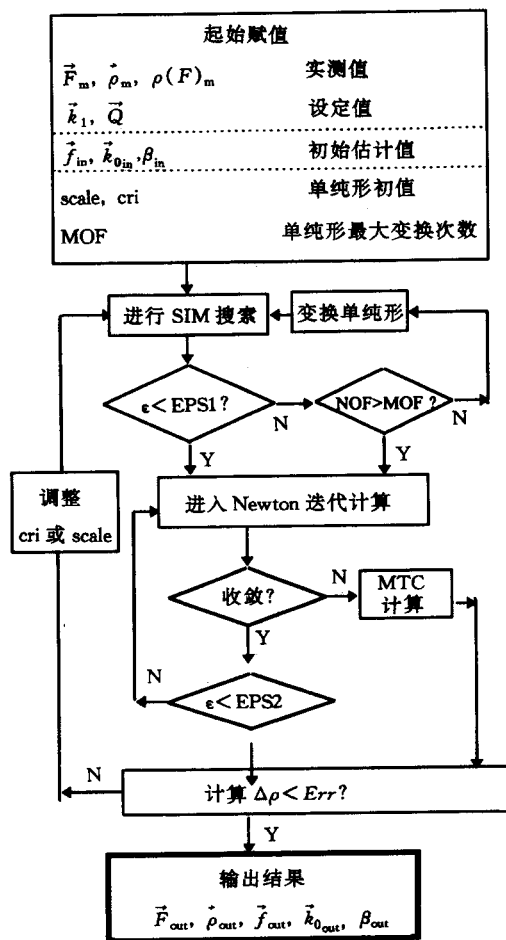 起始赋值
F⃗m, ρ⃗m, ρ(F)m 实测值
k⃗1, Q⃗ 设定值
f⃗in, k⃗0in, βin 初始估计值
scale, cri 单纯形初值
MOF 单纯形最大变换次数
进行 SIM 搜索
变换单纯形
ε < EPS1?
N
NOF>MOF ?
N
Y
Y
调整
cri 或 scale
进入 Newton 迭代计算
收敛?
N
MTC
计算
Y
N
ε < EPS2
N
计算 Δρ < Err?
Y
输出结果
F⃗out, ρ⃗out, f⃗out, k⃗0out, βout